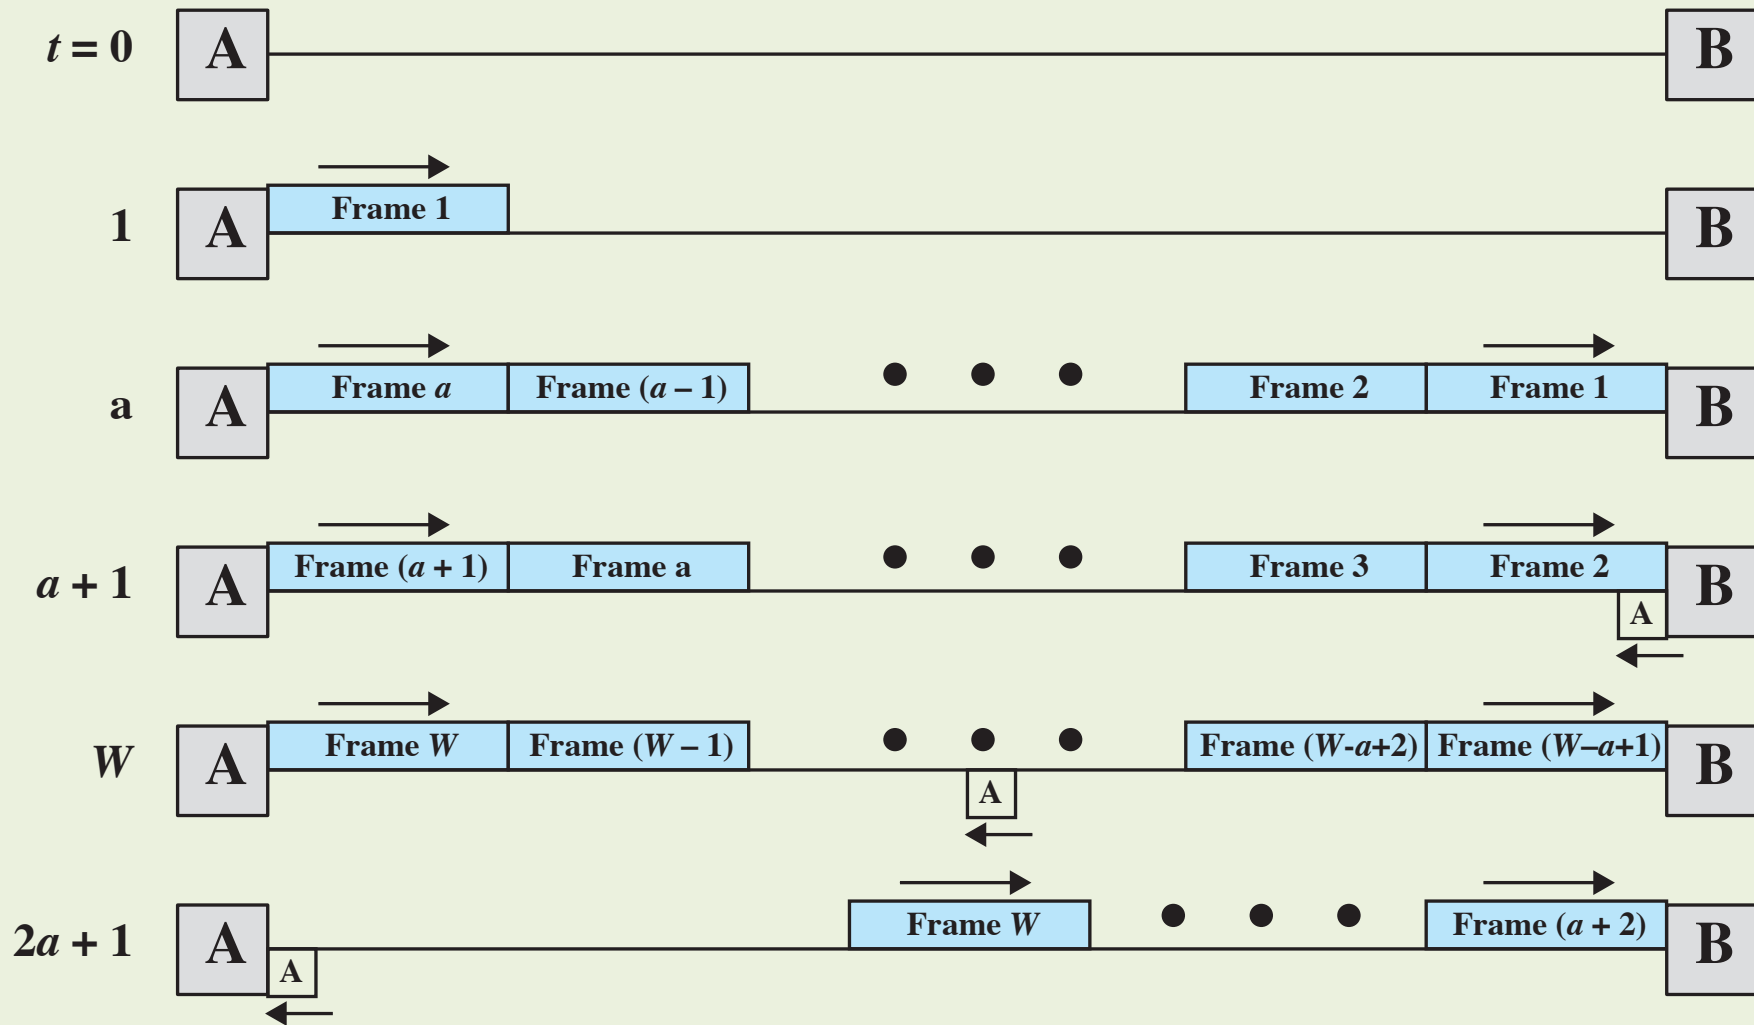 t = 0 A B
1 A Frame 1 B
a A Frame a Frame (a – 1) Frame 2 Frame 1 B
a + 1 A Frame (a + 1) Frame a Frame 3 Frame 2 B
A
W A Frame W Frame (W – 1) Frame (W-a+2) Frame (W–a+1) B
A
2a + 1 A Frame W Frame (a + 2) B
A